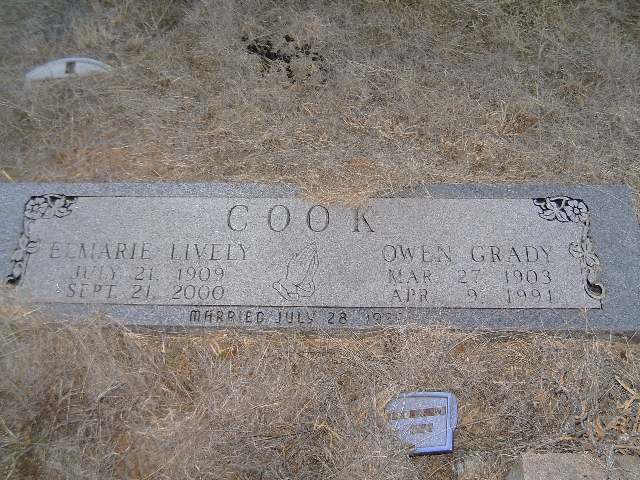 COOK
ELMARIE LIVELY
JULY 21, 1909
SEPT. 21, 2000
OWEN GRADY
MAR. 27 1903
APR. 9, 1991
MARRIED JULY 28